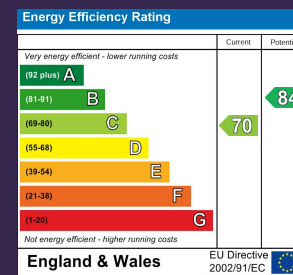 Energy Efficiency Rating
Current
Very energy efficient - lower running costs
(92 plus) A
(81-91) B
84
(69-80) C
70
(55-68) D
(39-54) E
(21-38) F
(1-20) G
Not energy efficient - higher running costs
England & Wales
EU Directive
2002/91/EC